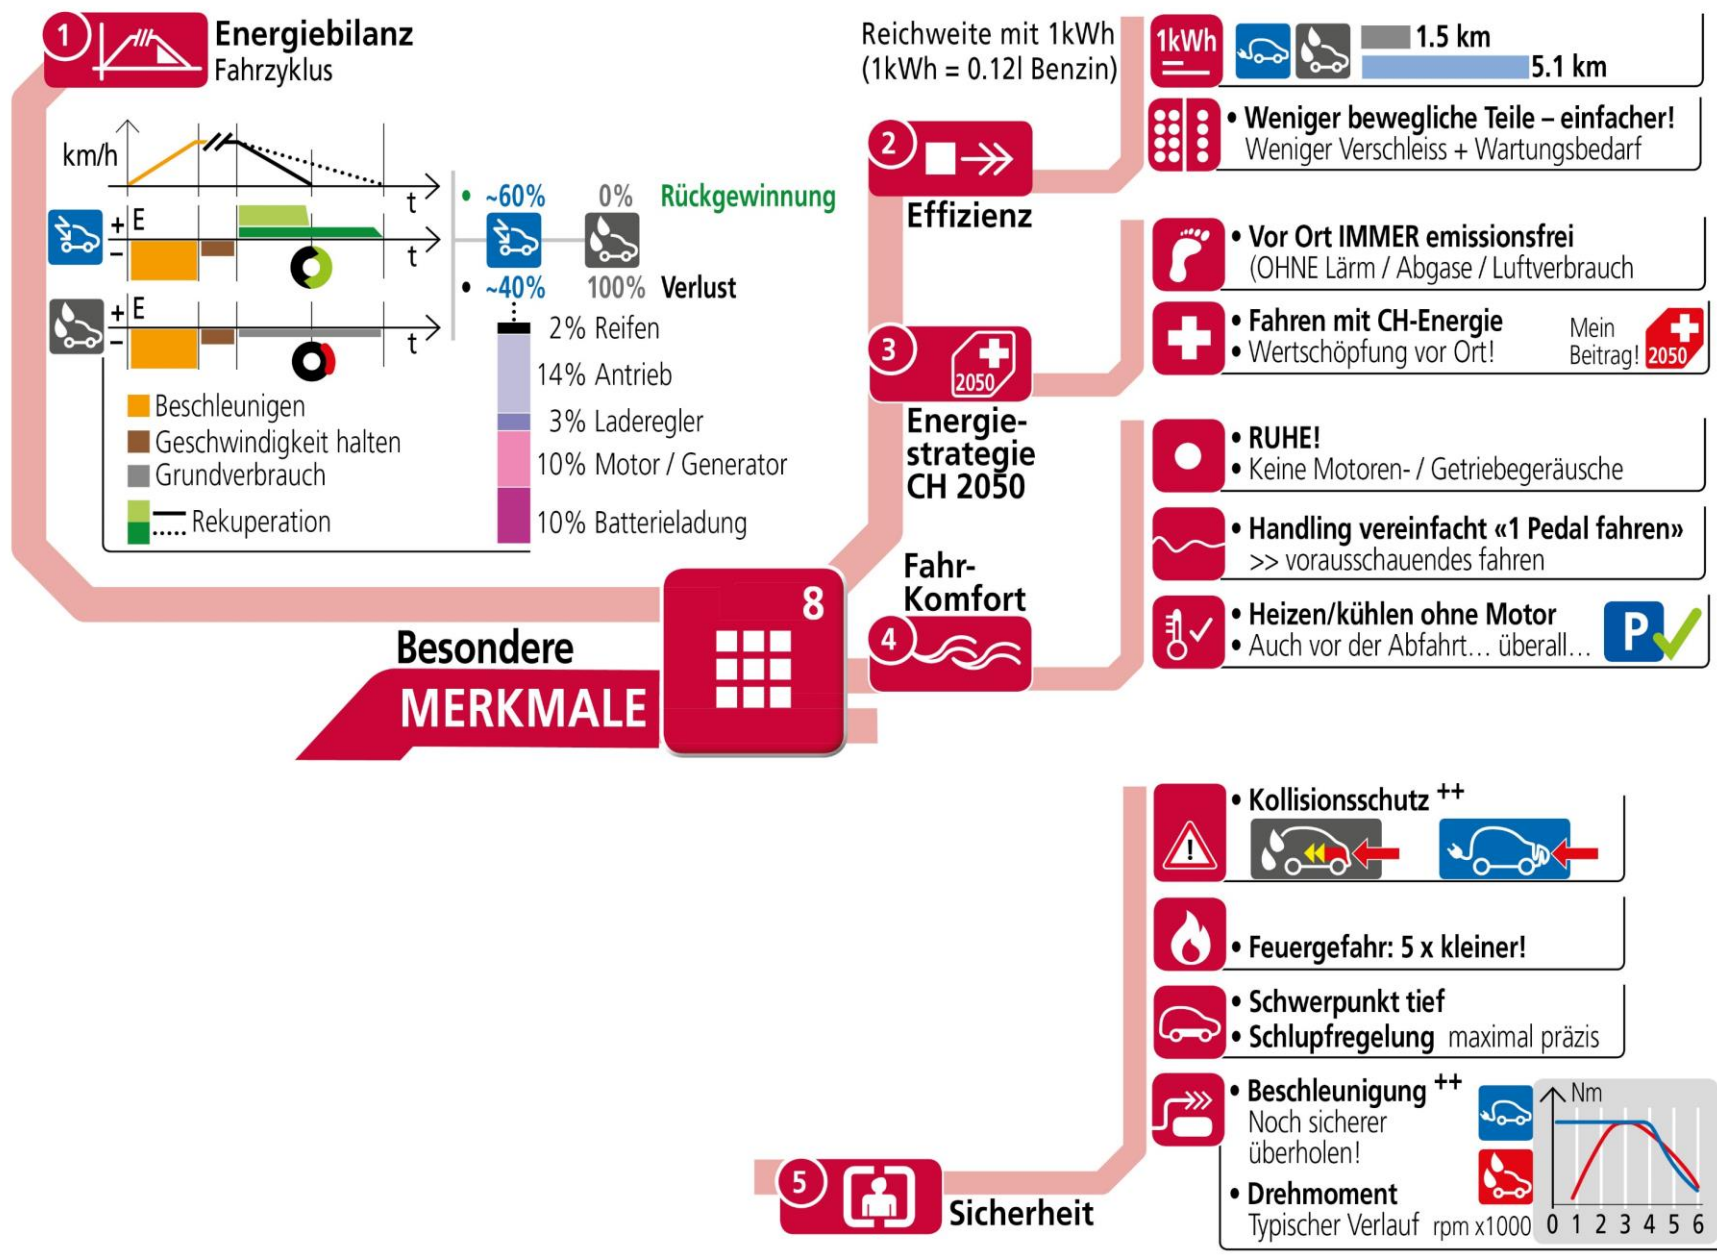 1
Energiebilanz
Fahrzyklus
km/h
t
+ E
–
t
+ E
–
t
• ~60% 0% Rückgewinnung
• ~40% 100% Verlust
2% Reifen
14% Antrieb
3% Laderegler
10% Motor / Generator
10% Batterieladung
Beschleunigen
Geschwindigkeit halten
Grundverbrauch
Rekuperation
Besondere
MERKMALE
8
Reichweite mit 1kWh
(1kWh = 0.12l Benzin)
2
Effizienz
1kWh
1.5 km
5.1 km
• Weniger bewegliche Teile – einfacher!
Weniger Verschleiss + Wartungsbedarf
3
2050
Energie-
strategie
CH 2050
• Vor Ort IMMER emissionsfrei
(OHNE Lärm / Abgase / Luftverbrauch
• Fahren mit CH-Energie
• Wertschöpfung vor Ort!
Mein
Beitrag!
2050
Fahr-
Komfort
4
• RUHE!
• Keine Motoren- / Getriebegeräusche
• Handling vereinfacht «1 Pedal fahren»
>> vorausschauendes fahren
• Heizen/kühlen ohne Motor
• Auch vor der Abfahrt... überall...
P
5
Sicherheit
• Kollisionsschutz ++
!
• Feuergefahr: 5 x kleiner!
• Schwerpunkt tief
• Schlupfregelung maximal präzis
• Beschleunigung ++
Noch sicherer
überholen!
• Drehmoment
Typischer Verlauf rpm x1000
Nm
0 1 2 3 4 5 6